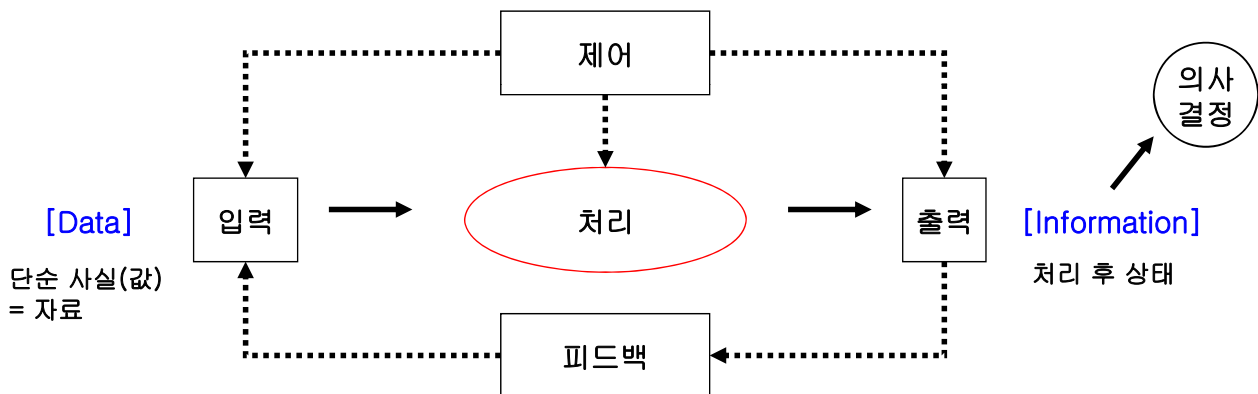 제어
의사
결정
[Data]
입력
처리
출력
[Information]
단순 사실(값)
= 자료
처리 후 상태
피드백